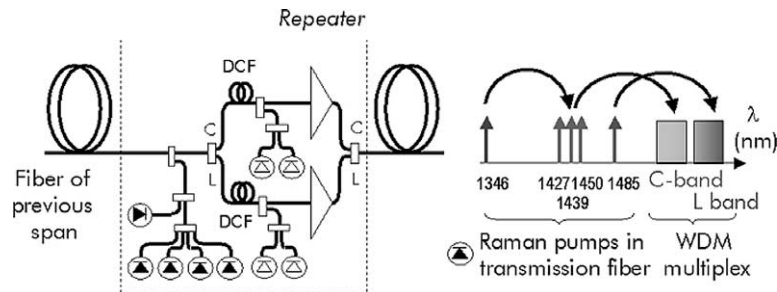 Repeater
DCF
C
L
DCF
C
L
Fiber of
previous
span
λ
(nm)
1346
1427 1450 1485
1439
C-band
L band
Raman pumps in
transmission fiber
WDM
multiplex